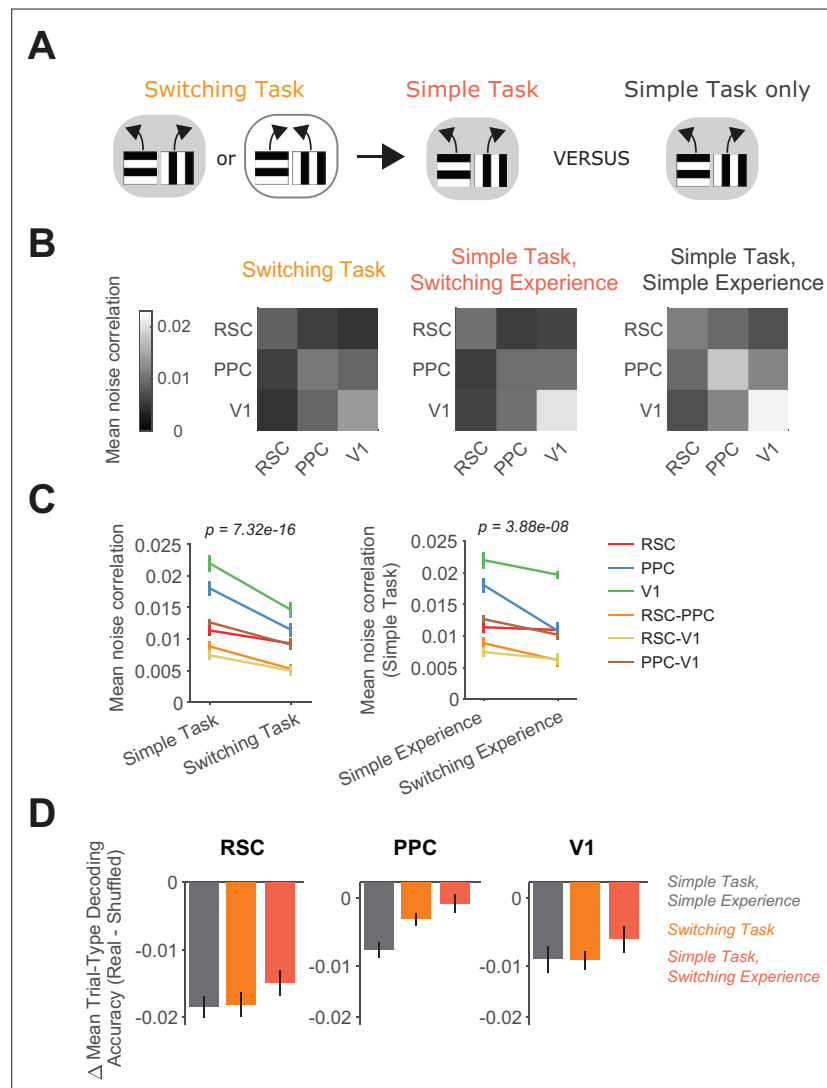 A
Switching Task
Simple Task
Simple Task only
or
VERSUS
B
Switching Task
Simple Task,
Switching Experience
Simple Task,
Simple Experience
Mean noise correlation
0.02
0.01
0
RSC
PPC
V1
RSC
PPC
V1
RSC
PPC
V1
RSC
PPC
V1
RSC
PPC
V1
RSC
PPC
V1
C
p = 7.32e-16
Mean noise correlation
0.025
0.02
0.015
0.01
0.005
0
Simple Task
Switching Task
p = 3.88e-08
Mean noise correlation
(Simple Task)
0.025
0.02
0.015
0.01
0.005
0
Simple Experience
Switching Experience
RSC
PPC
V1
RSC-PPC
RSC-V1
PPC-V1
D
Δ Mean Trial-Type Decoding
Accuracy (Real - Shuffled)
RSC
0
-0.01
-0.02
PPC
0
-0.01
-0.02
V1
0
-0.01
-0.02
Simple Task,
Simple Experience
Switching Task
Simple Task,
Switching Experience